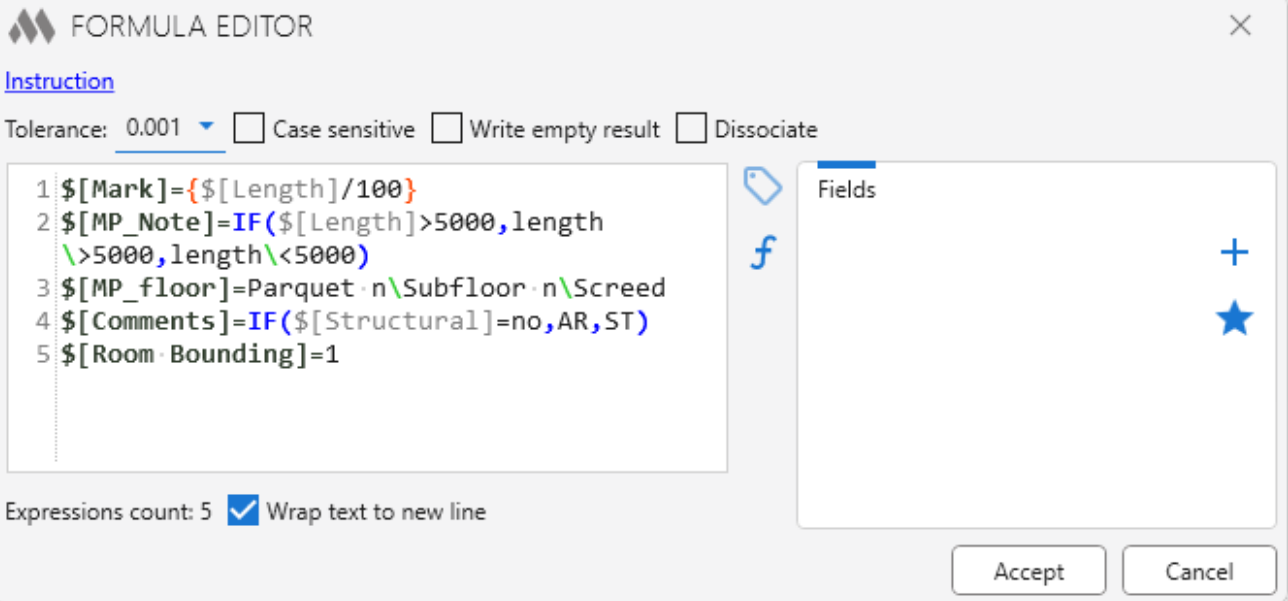 FORMULA EDITOR
Instruction
Tolerance: 0.001 Case sensitive Write empty result Dissociate
1 $[Mark]={$[Length]/100}
2 $[MP_Note]=IF($[Length]>5000,length
\>5000,length\<5000)
3 $[MP_floor]=Parquet·n\Subfloor·n\Screed
4 $[Comments]=IF($[Structural]=no,AR,ST)
5 $[Room·Bounding]=1
Fields
Expressions count: 5 Wrap text to new line
Accept Cancel